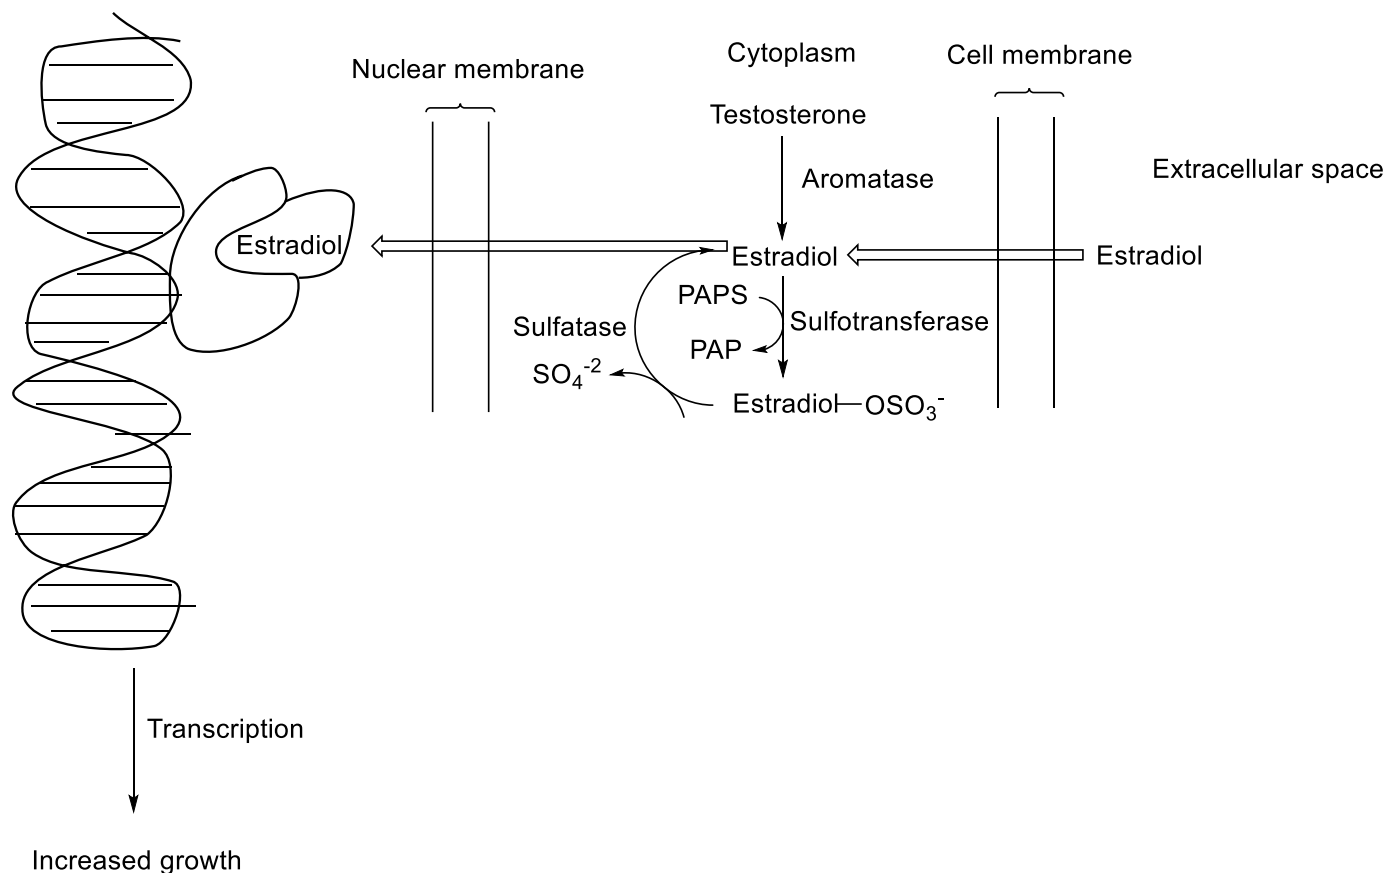 Cytoplasm
Cell membrane
Nuclear membrane
Testosterone
Extracellular space
Aromatase
Estradiol
Estradiol
Estradiol
PAPS
Sulfatase
Sulfotransferase
PAP
SO₄⁻²
Estradiol—OSO₃⁻
Transcription
Increased growth